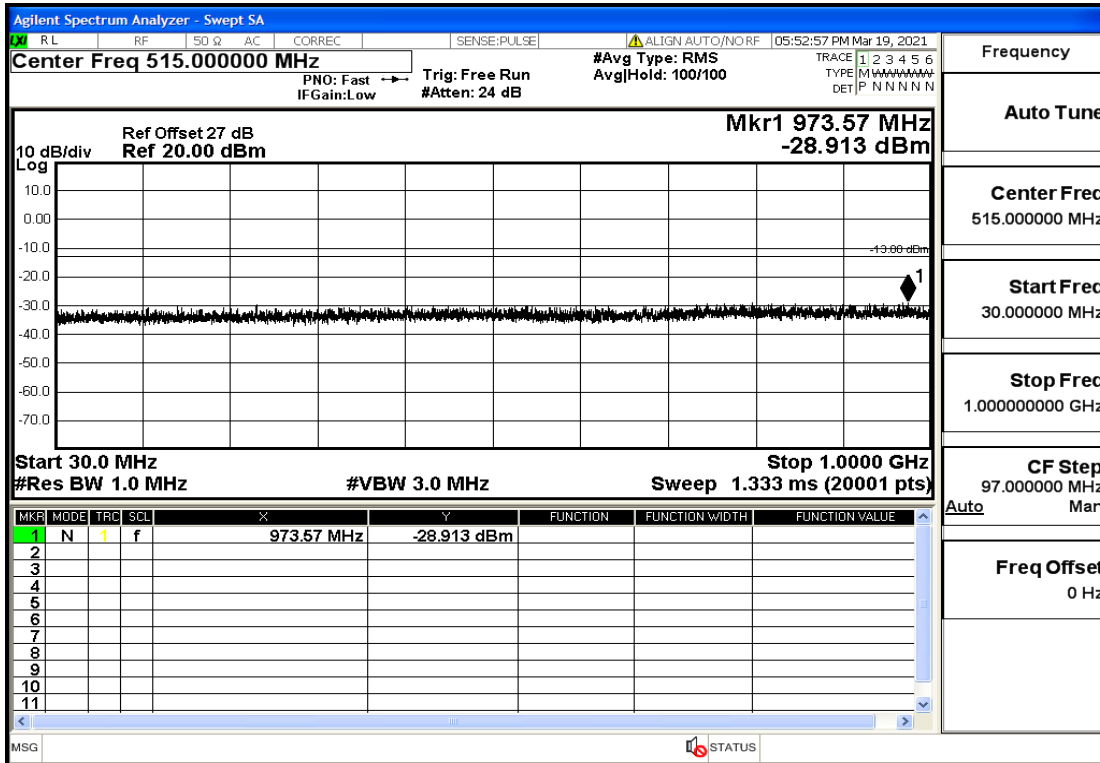 Agilent Spectrum Analyzer - Swept SA
LXI RL RF 50 Ω AC CORREC SENSE:PULSE ALIGN AUTO/NO RF 05:52:57 PM Mar 19, 2021
Center Freq 515.000000 MHz
PNO: Fast
IFGain:Low
Trig: Free Run
#Atten: 24 dB
#Avg Type: RMS
Avg|Hold: 100/100
TRACE 1 2 3 4 5 6
TYPE M WWWWW
DET P N N N N N
Ref Offset 27 dB
10 dB/div Ref 20.00 dBm
Log
Mkr1 973.57 MHz
-28.913 dBm
10.0
0.00
-10.0
-20.0
-30.0
-40.0
-50.0
-60.0
-70.0
-13.00 dBm
1
Start 30.0 MHz Stop 1.0000 GHz
#Res BW 1.0 MHz #VBW 3.0 MHz Sweep 1.333 ms (20001 pts)
MKR MODE TRC SCL X Y FUNCTION FUNCTION WIDTH FUNCTION VALUE
1 N 1 f 973.57 MHz -28.913 dBm
2
3
4
5
6
7
8
9
10
11
MSG STATUS
Frequency
Auto Tune
Center Freq
515.000000 MHz
Start Freq
30.000000 MHz
Stop Freq
1.000000000 GHz
CF Step
97.000000 MHz
Auto Man
Freq Offset
0 Hz